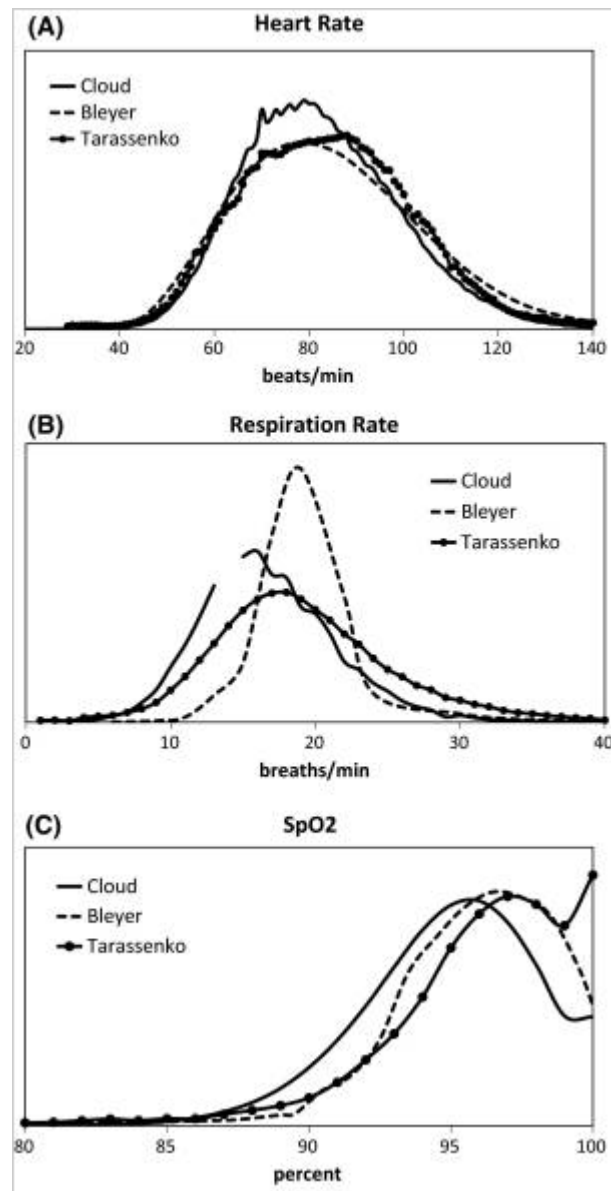 (A)
Heart Rate
Cloud
Bleyer
Tarassenko
20 40 60 80 100 120 140
beats/min
(B)
Respiration Rate
Cloud
Bleyer
Tarassenko
0 10 20 30 40
breaths/min
(C)
SpO2
Cloud
Bleyer
Tarassenko
80 85 90 95 100
percent